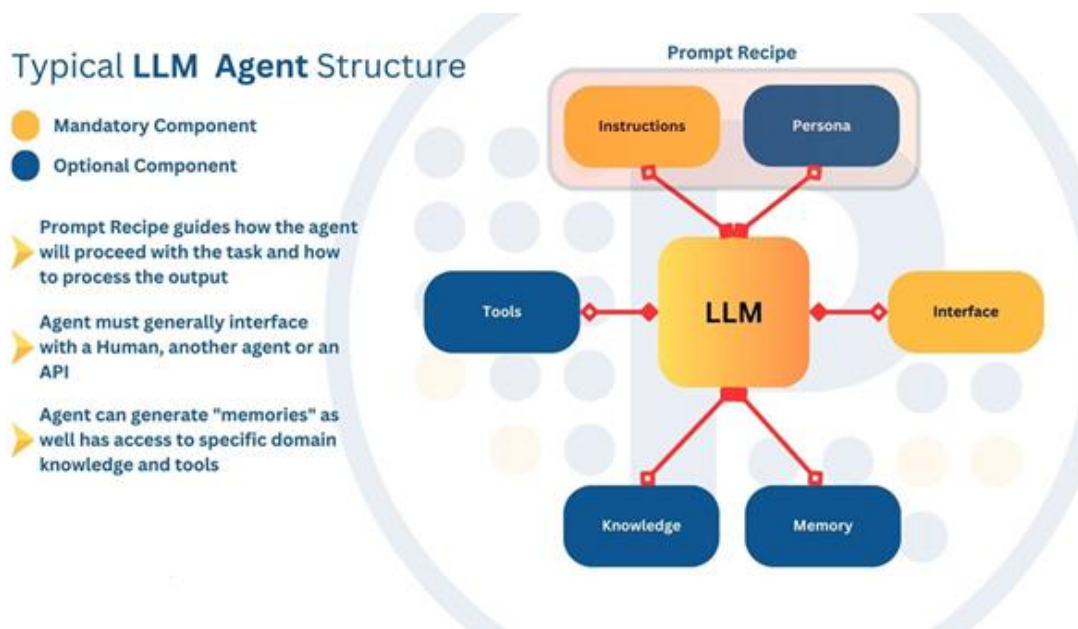 Typical LLM Agent Structure
Mandatory Component
Optional Component
Prompt Recipe guides how the agent
will proceed with the task and how
to process the output
Agent must generally interface
with a Human, another agent or an
API
Agent can generate "memories" as
well has access to specific domain
knowledge and tools
Prompt Recipe
Instructions
Persona
Tools
LLM
Interface
Knowledge
Memory